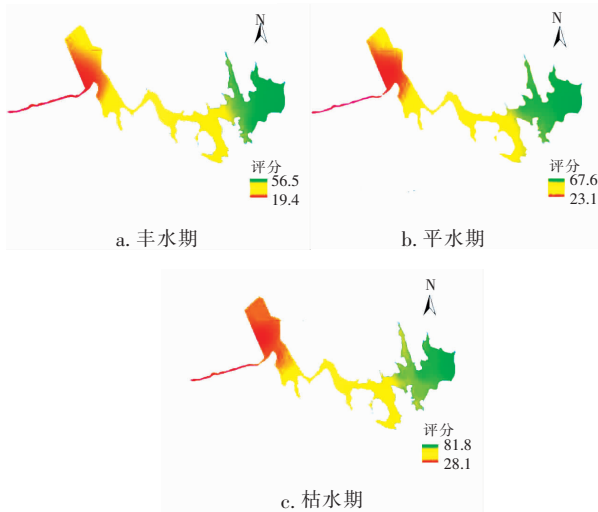 N
评分
56.5
19.4
a. 丰水期
N
评分
67.6
23.1
b. 平水期
N
评分
81.8
28.1
c. 枯水期